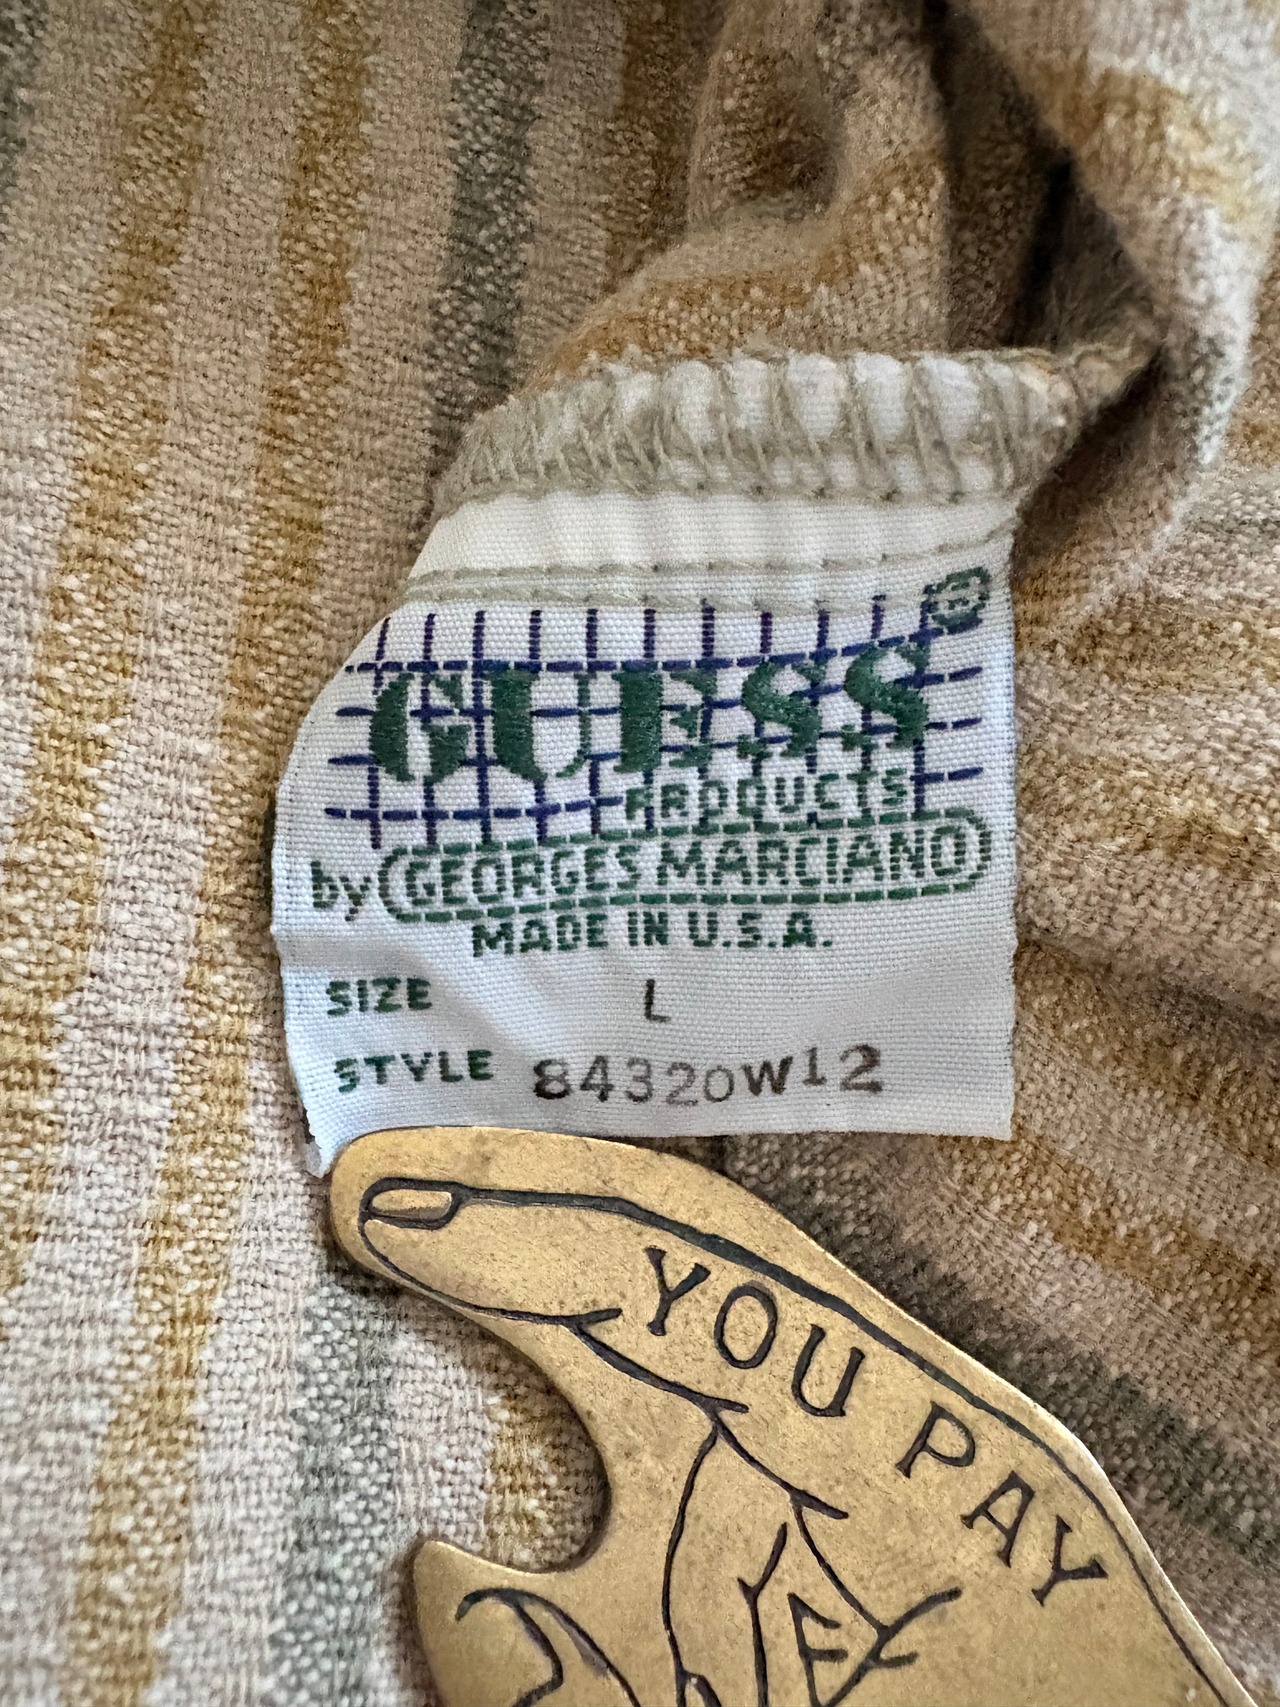 GUESS ®
PRODUCTS
by GEORGES MARCIANO
MADE IN U.S.A.
SIZE L
STYLE 84320W12
YOU PAY